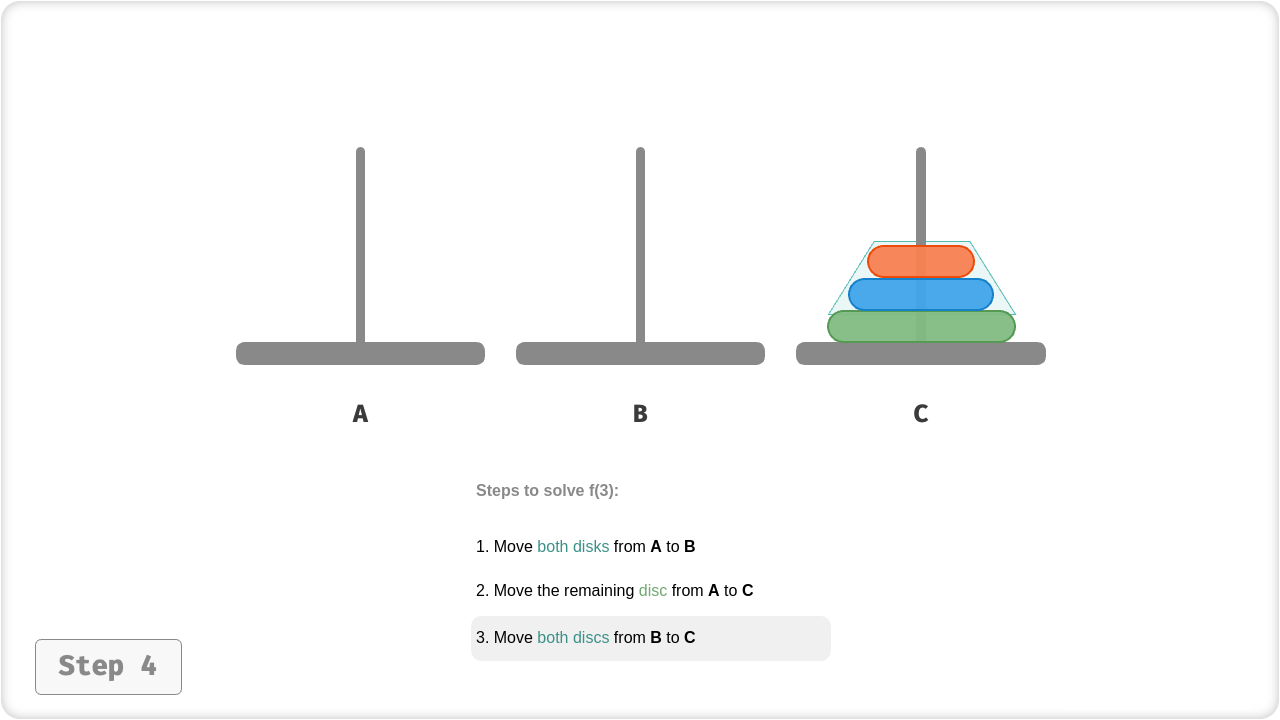 A B C
Steps to solve f(3):
1. Move both disks from A to B
2. Move the remaining disc from A to C
3. Move both discs from B to C
Step 4